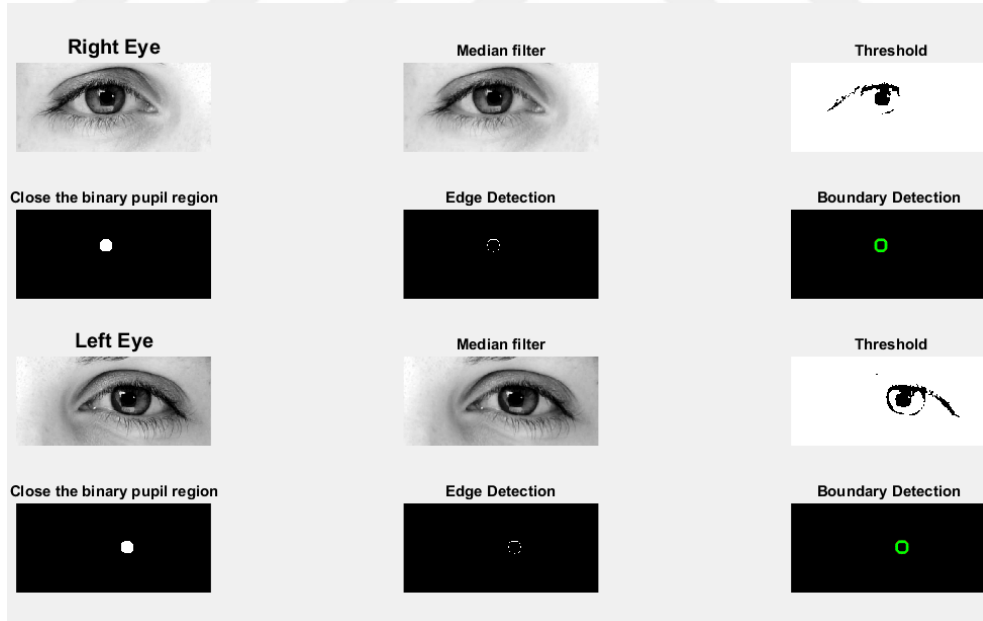 Right Eye
Median filter
Threshold
Close the binary pupil region
Edge Detection
Boundary Detection
Left Eye
Median filter
Threshold
Close the binary pupil region
Edge Detection
Boundary Detection